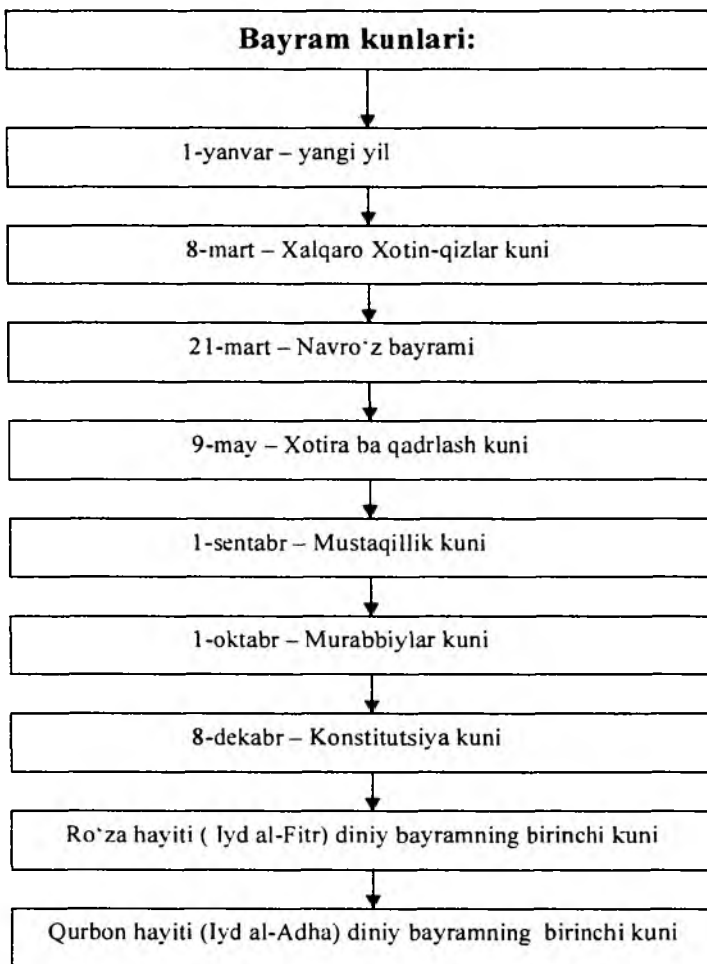 Bayram kunlari:
1-yanvar – yangi yil
8-mart – Xalqaro Xotin-qizlar kuni
21-mart – Navro‘z bayrami
9-may – Xotira ba qadrlash kuni
1-sentabr – Mustaqillik kuni
1-oktabr – Murabbiylar kuni
8-dekabr – Konstitutsiya kuni
Ro‘za hayiti ( Iyd al-Fitr) diniy bayramning birinchi kuni
Qurbon hayiti (Iyd al-Adha) diniy bayramning birinchi kuni